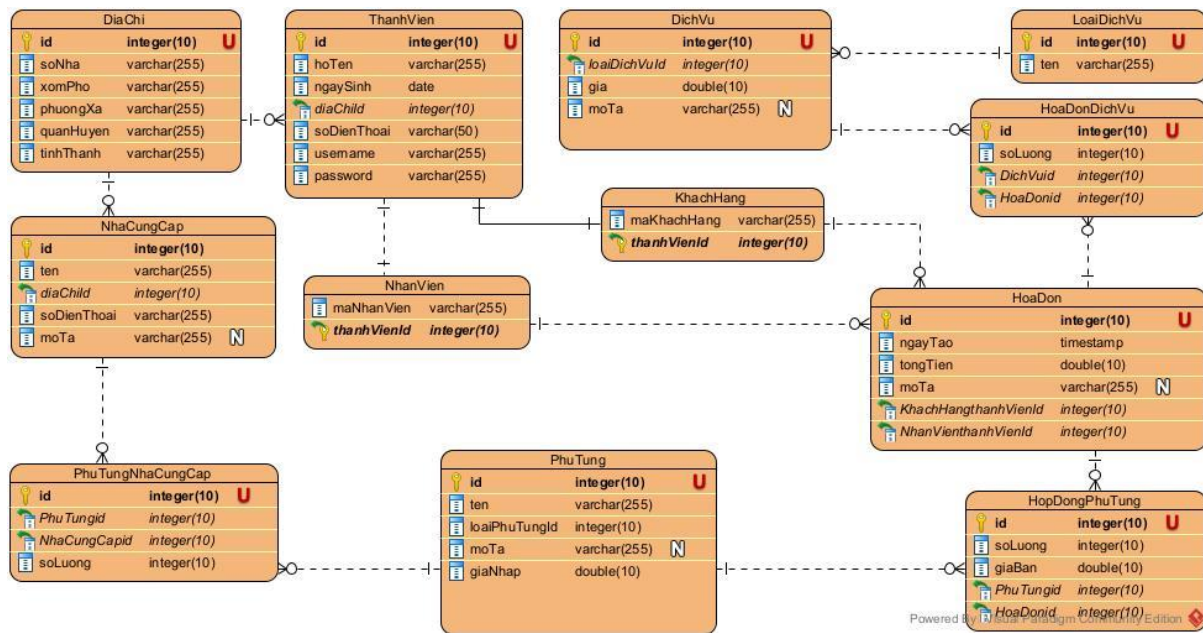 DiaChi
id integer(10) U
soNha varchar(255)
xomPho varchar(255)
phuongXa varchar(255)
quanHuyen varchar(255)
tinhThanh varchar(255)
ThanhVien
id integer(10) U
hoTen varchar(255)
ngaySinh date
diaChiId integer(10)
soDienThoai varchar(50)
username varchar(255)
password varchar(255)
DichVu
id integer(10) U
loaiDichVuId integer(10)
gia double(10)
moTa varchar(255) N
LoaiDichVu
id integer(10) U
ten varchar(255)
HoaDonDichVu
id integer(10) U
soLuong integer(10)
DichVuid integer(10)
HoaDonid integer(10)
NhaCungCap
id integer(10)
ten varchar(255)
diaChiId integer(10)
soDienThoai varchar(255)
moTa varchar(255) N
KhachHang
maKhachHang varchar(255)
thanhVienId integer(10)
NhanVien
maNhanVien varchar(255)
thanhVienId integer(10)
HoaDon
id integer(10) U
ngayTao timestamp
tongTien double(10)
moTa varchar(255) N
KhachHangthanhVienId integer(10)
NhanVienthanhVienId integer(10)
PhuTungNhaCungCap
id integer(10) U
PhuTungid integer(10)
NhaCungCapid integer(10)
soLuong integer(10)
PhuTung
id integer(10) U
ten varchar(255)
loaiPhuTungId integer(10)
moTa varchar(255) N
giaNhap double(10)
HopDongPhuTung
id integer(10) U
soLuong integer(10)
giaBan double(10)
PhuTungid integer(10)
HoaDonid integer(10)
Powered By Visual Paradigm Community Edition